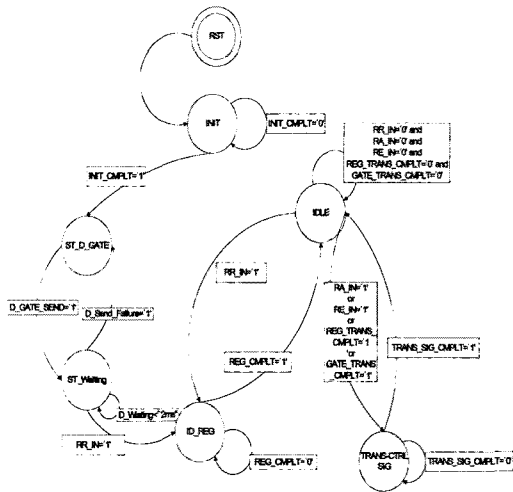 RST
INIT
INIT_CMPLT='0'
RR_IN='0' and
RA_IN='0' and
RE_IN='0' and
REG_TRANS_CMPLT='0' and
GATE_TRANS_CMPLT='0'
INIT_CMPLT='1'
IDLE
ST_D_GATE
RR_IN='1'
RA_IN='1'
or
RE_IN='1'
or
REG_TRANS_
CMPLT='1
'or
GATE_TRANS_
CMPLT='1'
D_GATE_SEND='1'
D_Send_Failure='1'
TRANS_SIG_CMPLT='1'
REG_CMPLT='1'
ST_Waiting
D_Waiting<"2ms"
RR_IN='1'
ID_REG
REG_CMPLT='0'
TRANS-CTRL
SIG
TRANS_SIG_CMPLT='0'